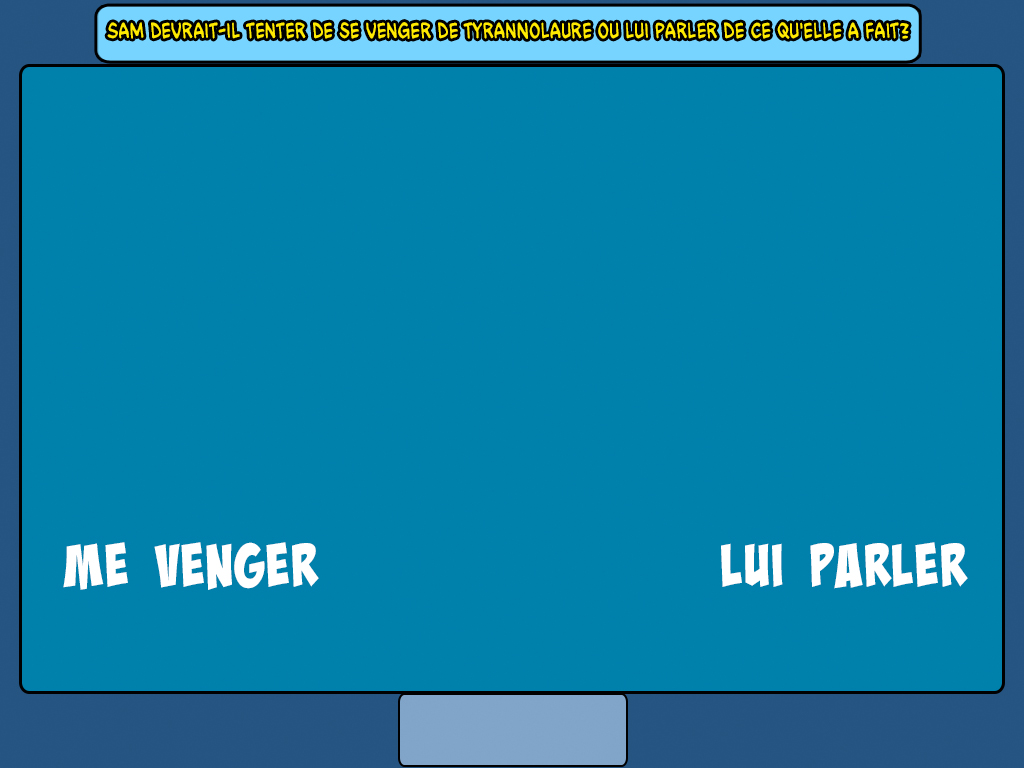 SAM DEVRAIT-IL TENTER DE SE VENGER DE TYRANNOLAURE OU LUI PARLER DE CE QU'ELLE A FAIT?
ME VENGER
LUI PARLER